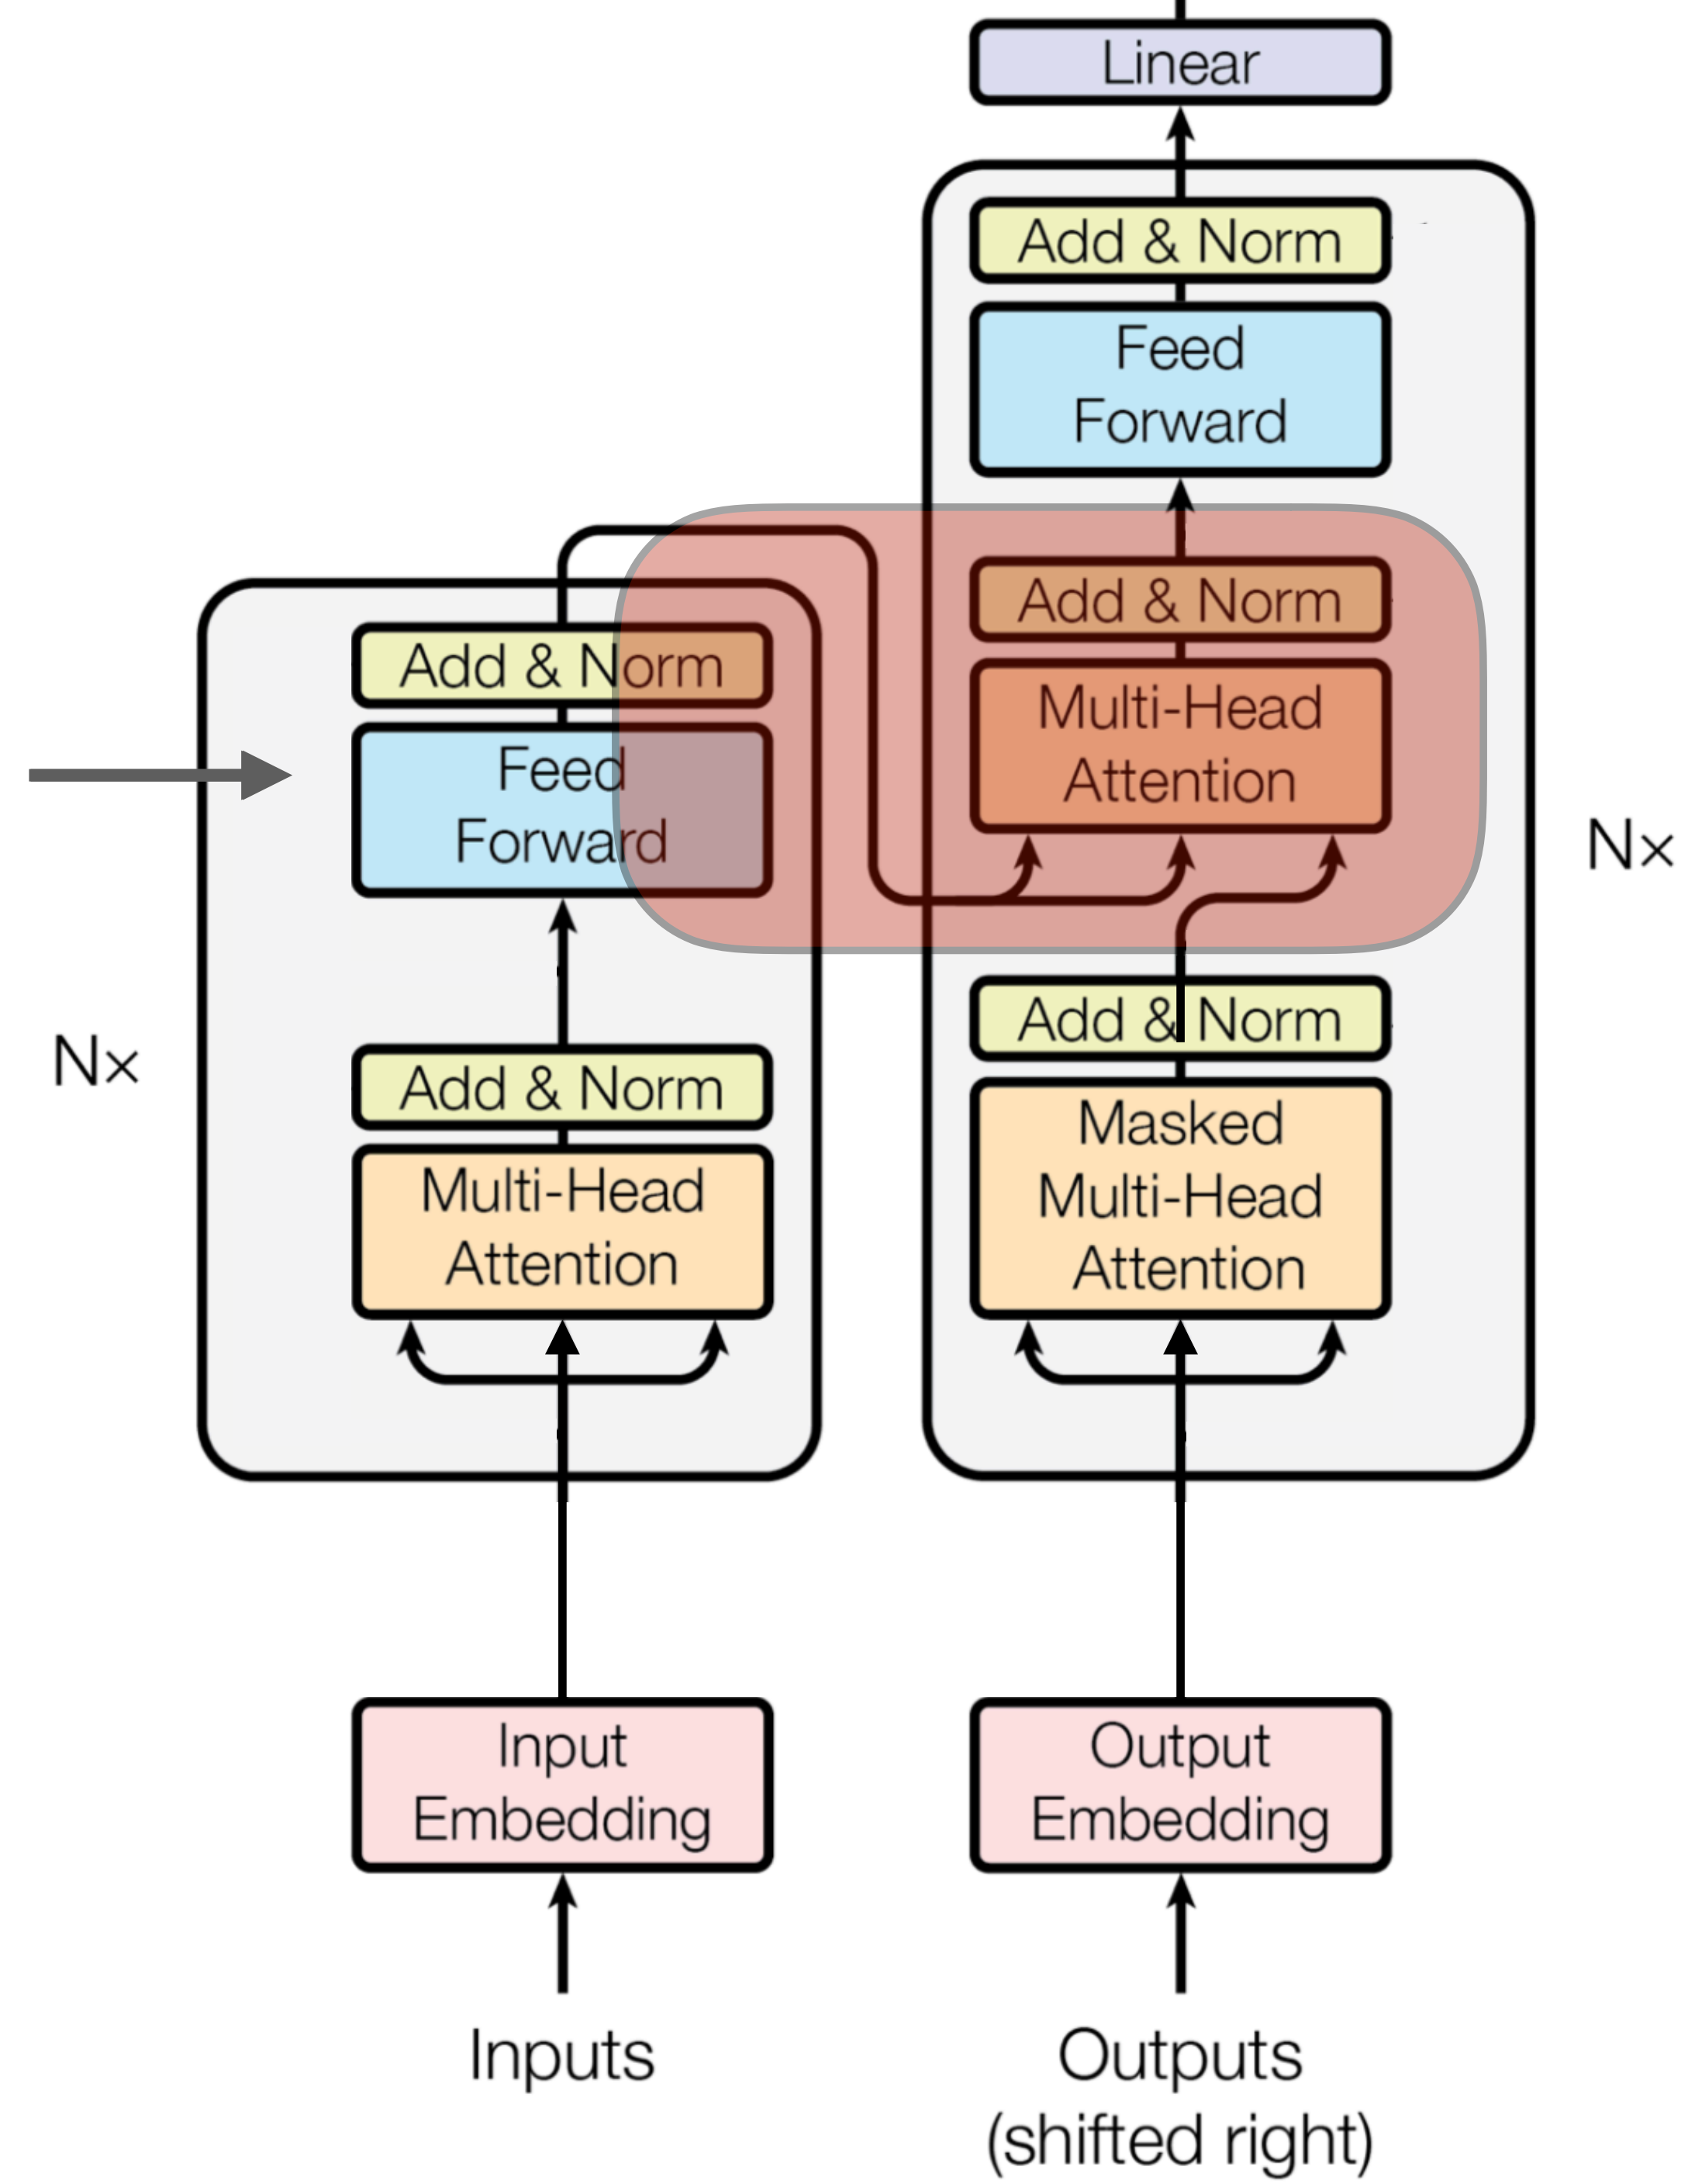 Linear
Add & Norm
Feed
Forward
Add & Norm
Multi-Head
Attention
Nx
Add & Norm
Masked
Multi-Head
Attention
Add & Norm
Feed
Forward
Nx
Add & Norm
Multi-Head
Attention
Input
Embedding
Output
Embedding
Inputs
Outputs
(shifted right)